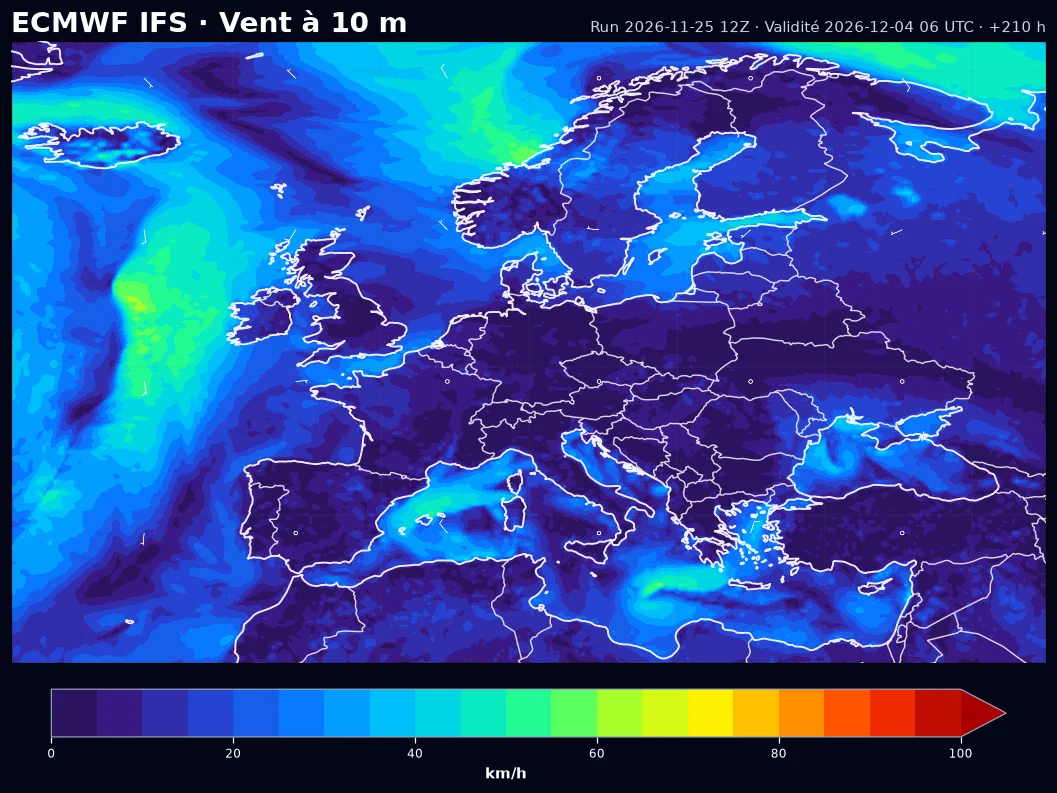 ECMWF IFS · Vent à 10 m
Run 2026-11-25 12Z · Validité 2026-12-04 06 UTC · +210 h
0 20 40 60 80 100
km/h